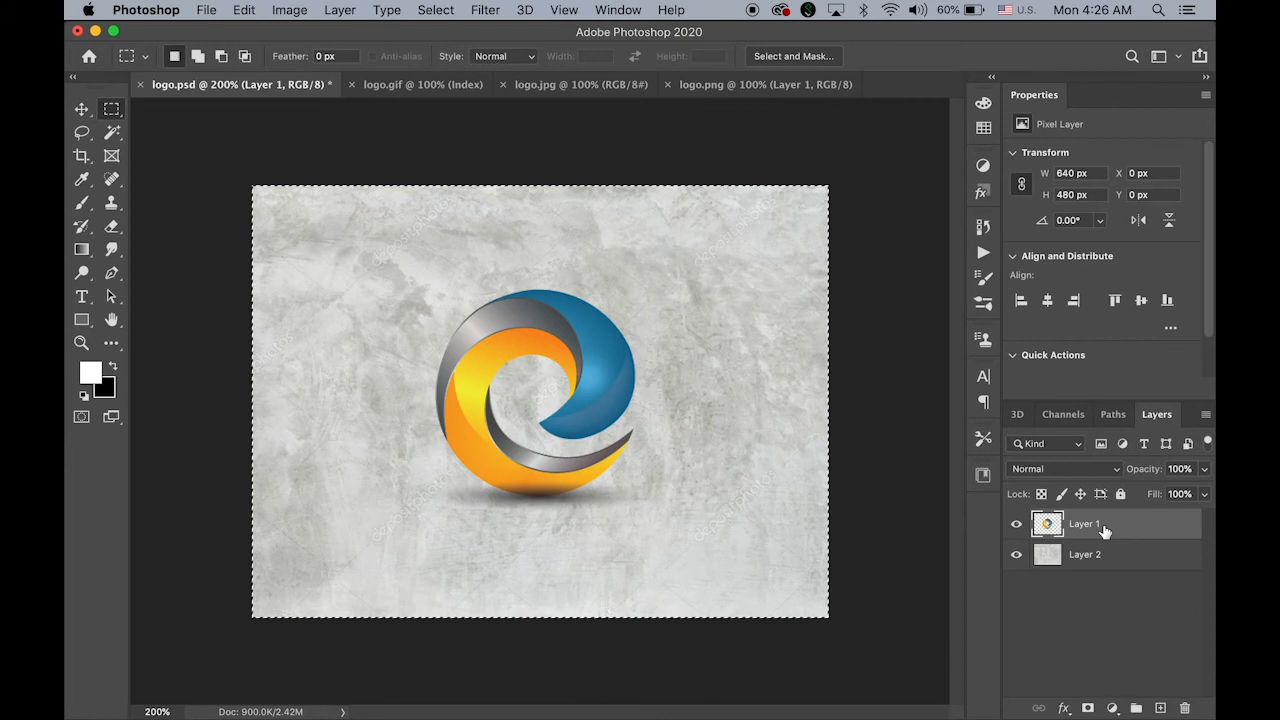 Photoshop File Edit Image Layer Type Select Filter 3D View Window Help 60% U.S. Mon 4:26 AM
Adobe Photoshop 2020
Feather: 0 px Anti-alias Style: Normal Width: Height: Select and Mask...
logo.psd @ 200% (Layer 1, RGB/8) * logo.gif @ 100% (Index) logo.jpg @ 100% (RGB/8#) logo.png @ 100% (Layer 1, RGB/8)
Properties
Pixel Layer
Transform
W 640 px X 0 px
H 480 px Y 0 px
0.00°
Align and Distribute
Align:
Quick Actions
3D Channels Paths Layers
Kind
Normal Opacity: 100%
Lock: Fill: 100%
Layer 1
Layer 2
200% Doc: 900.0K/2.42M